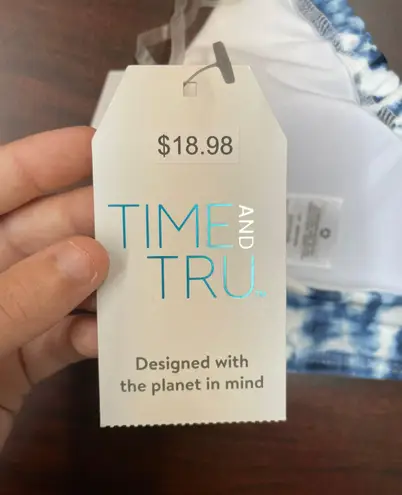 $18.98
TIME AND
TRU.
Designed with
the planet in mind